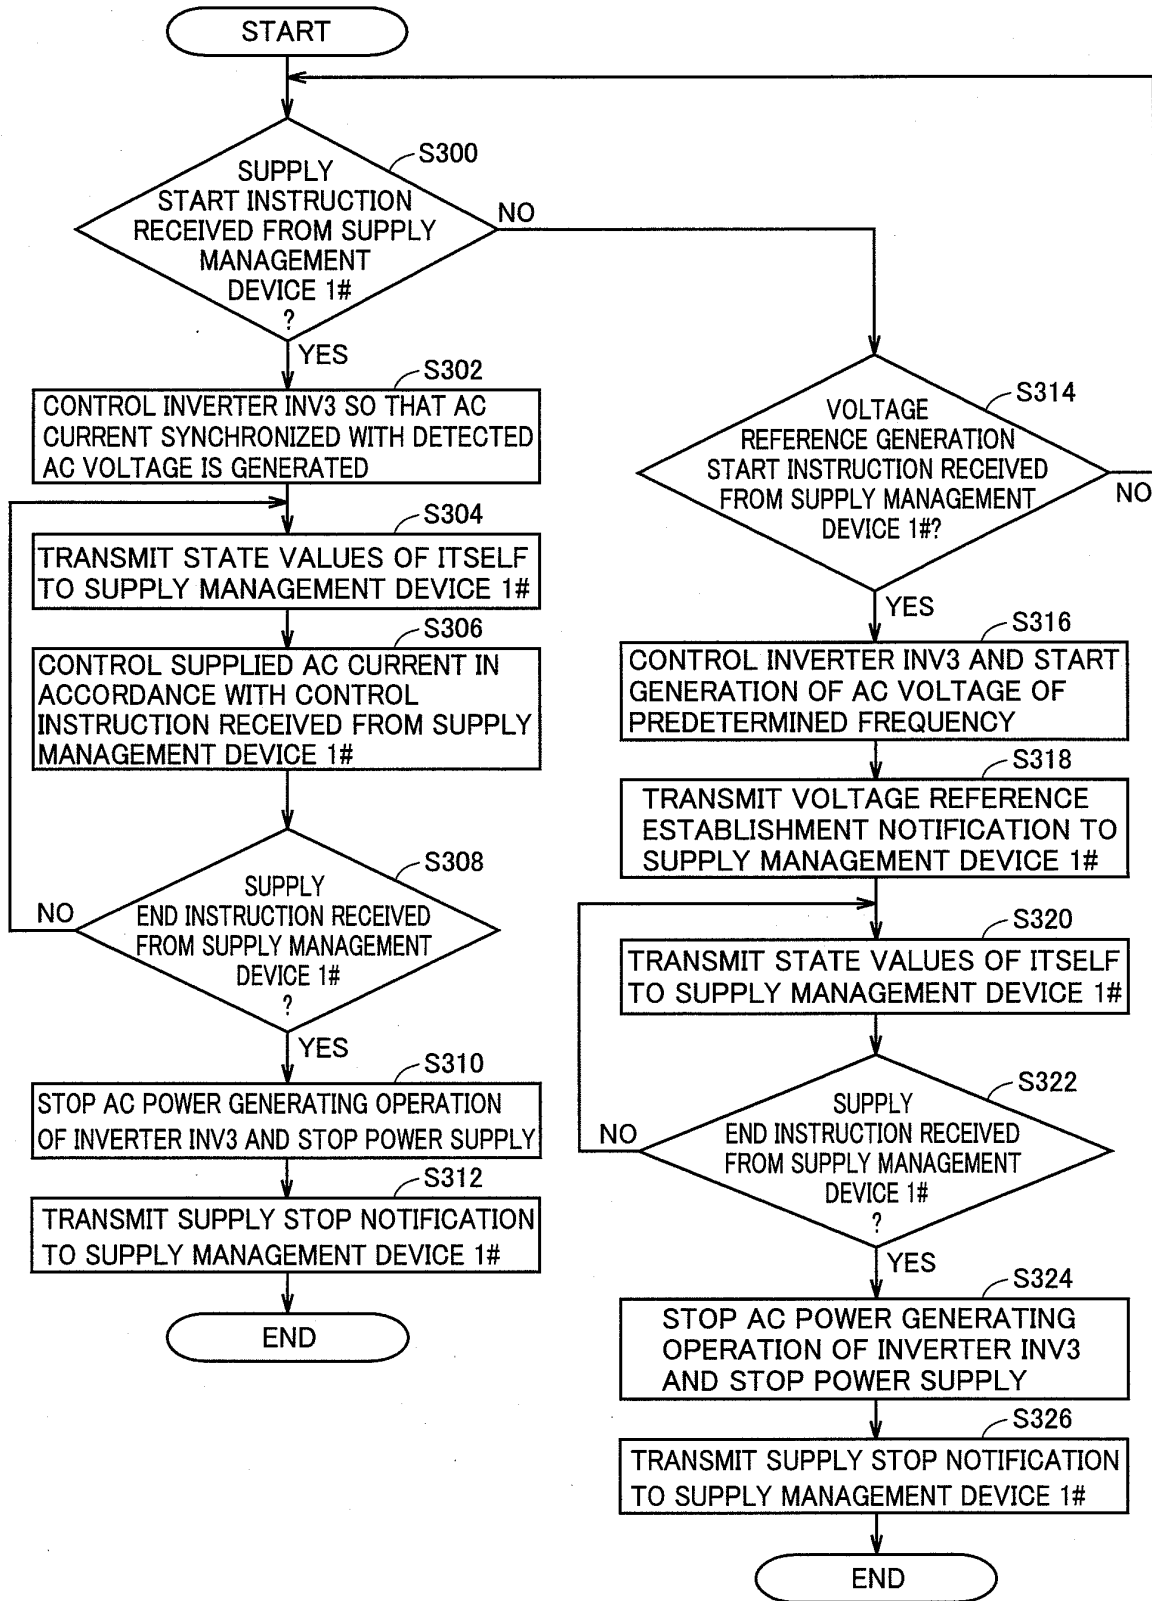 START
S300
SUPPLY
START INSTRUCTION
RECEIVED FROM SUPPLY
MANAGEMENT
DEVICE 1#
?
NO
YES
S302
CONTROL INVERTER INV3 SO THAT AC
CURRENT SYNCHRONIZED WITH DETECTED
AC VOLTAGE IS GENERATED
S304
TRANSMIT STATE VALUES OF ITSELF
TO SUPPLY MANAGEMENT DEVICE 1#
S306
CONTROL SUPPLIED AC CURRENT IN
ACCORDANCE WITH CONTROL
INSTRUCTION RECEIVED FROM SUPPLY
MANAGEMENT DEVICE 1#
S308
SUPPLY
END INSTRUCTION RECEIVED
FROM SUPPLY MANAGEMENT
DEVICE 1#
?
NO
YES
S310
STOP AC POWER GENERATING OPERATION
OF INVERTER INV3 AND STOP POWER SUPPLY
S312
TRANSMIT SUPPLY STOP NOTIFICATION
TO SUPPLY MANAGEMENT DEVICE 1#
END
S314
VOLTAGE
REFERENCE GENERATION
START INSTRUCTION RECEIVED
FROM SUPPLY MANAGEMENT
DEVICE 1#?
NO
YES
S316
CONTROL INVERTER INV3 AND START
GENERATION OF AC VOLTAGE OF
PREDETERMINED FREQUENCY
S318
TRANSMIT VOLTAGE REFERENCE
ESTABLISHMENT NOTIFICATION TO
SUPPLY MANAGEMENT DEVICE 1#
S320
TRANSMIT STATE VALUES OF ITSELF
TO SUPPLY MANAGEMENT DEVICE 1#
S322
SUPPLY
END INSTRUCTION RECEIVED
FROM SUPPLY MANAGEMENT
DEVICE 1#
?
NO
YES
S324
STOP AC POWER GENERATING
OPERATION OF INVERTER INV3
AND STOP POWER SUPPLY
S326
TRANSMIT SUPPLY STOP NOTIFICATION
TO SUPPLY MANAGEMENT DEVICE 1#
END